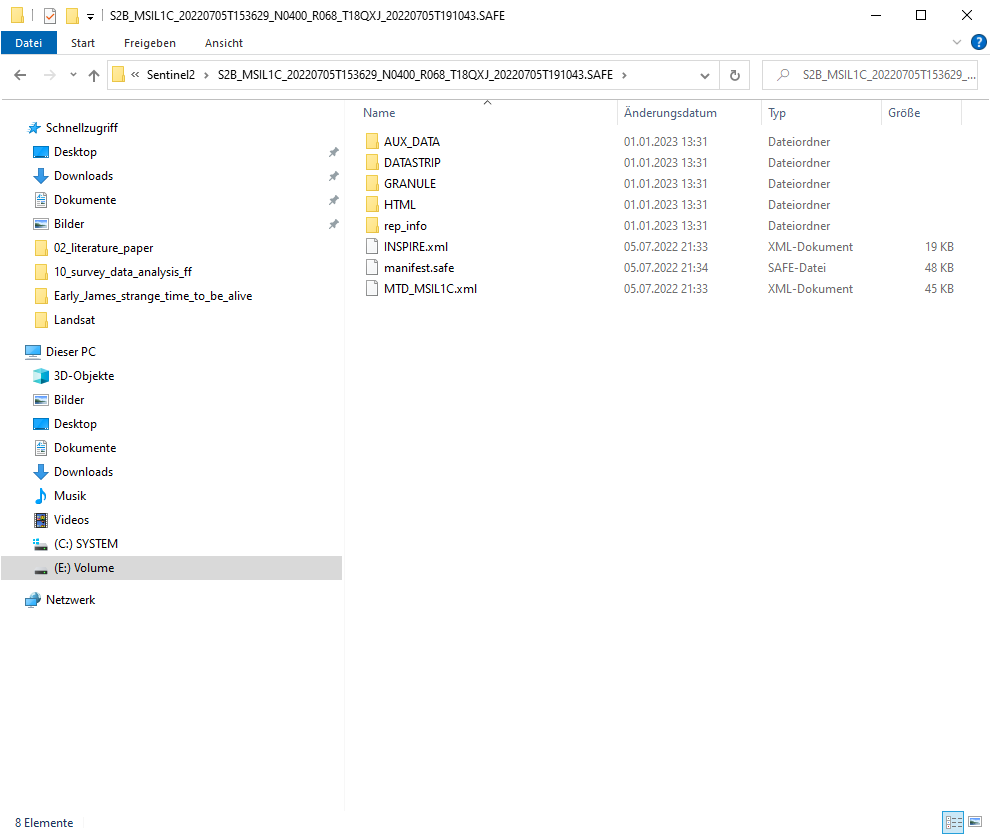 S2B_MSIL1C_20220705T153629_N0400_R068_T18QXJ_20220705T191043.SAFE
Datei Start Freigeben Ansicht ?
« Sentinel2 › S2B_MSIL1C_20220705T153629_N0400_R068_T18QXJ_20220705T191043.SAFE › S2B_MSIL1C_20220705T153629_...
Name Änderungsdatum Typ Größe
Schnellzugriff
Desktop
Downloads
Dokumente
Bilder
02_literature_paper
10_survey_data_analysis_ff
Early_James_strange_time_to_be_alive
Landsat
Dieser PC
3D-Objekte
Bilder
Desktop
Dokumente
Downloads
Musik
Videos
(C:) SYSTEM
(E:) Volume
Netzwerk
AUX_DATA 01.01.2023 13:31 Dateiordner
DATASTRIP 01.01.2023 13:31 Dateiordner
GRANULE 01.01.2023 13:31 Dateiordner
HTML 01.01.2023 13:31 Dateiordner
rep_info 01.01.2023 13:31 Dateiordner
INSPIRE.xml 05.07.2022 21:33 XML-Dokument 19 KB
manifest.safe 05.07.2022 21:34 SAFE-Datei 48 KB
MTD_MSIL1C.xml 05.07.2022 21:33 XML-Dokument 45 KB
8 Elemente